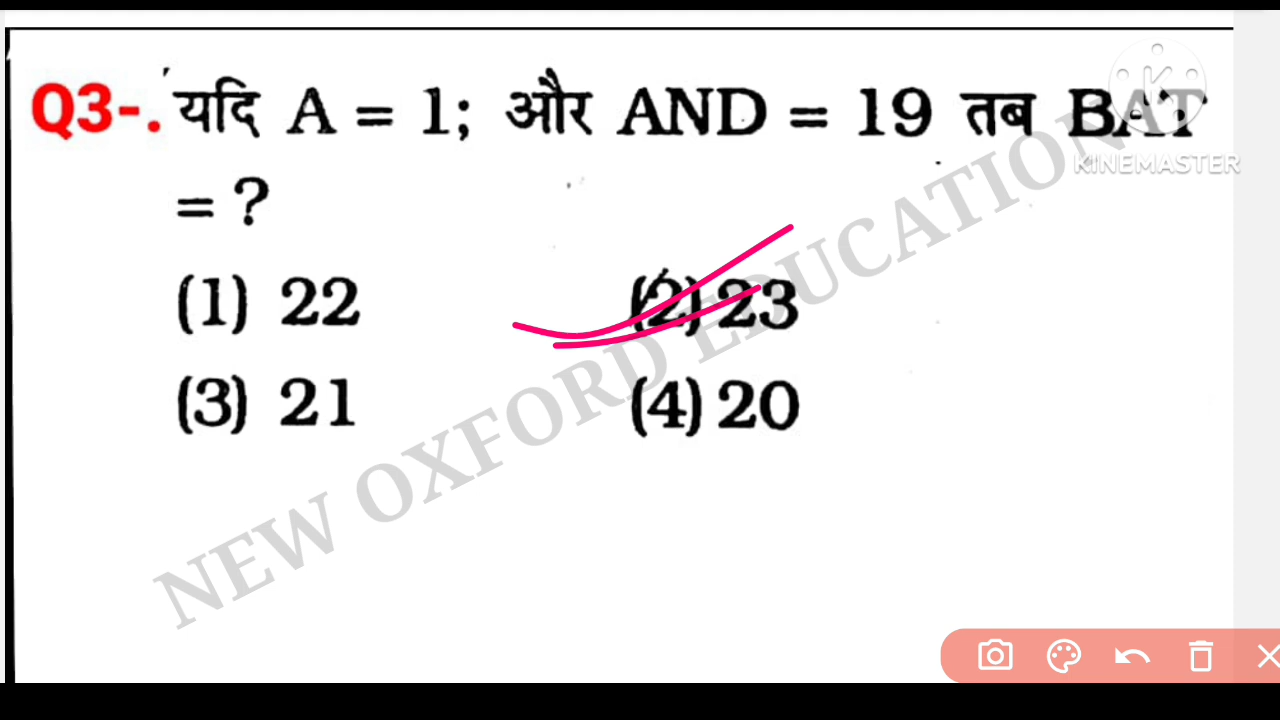 Q3-. यदि A = 1; और AND = 19 तब BAT
= ?
(1) 22 (2) 23
(3) 21 (4) 20
NEW OXFORD EDUCATION
KINEMASTER